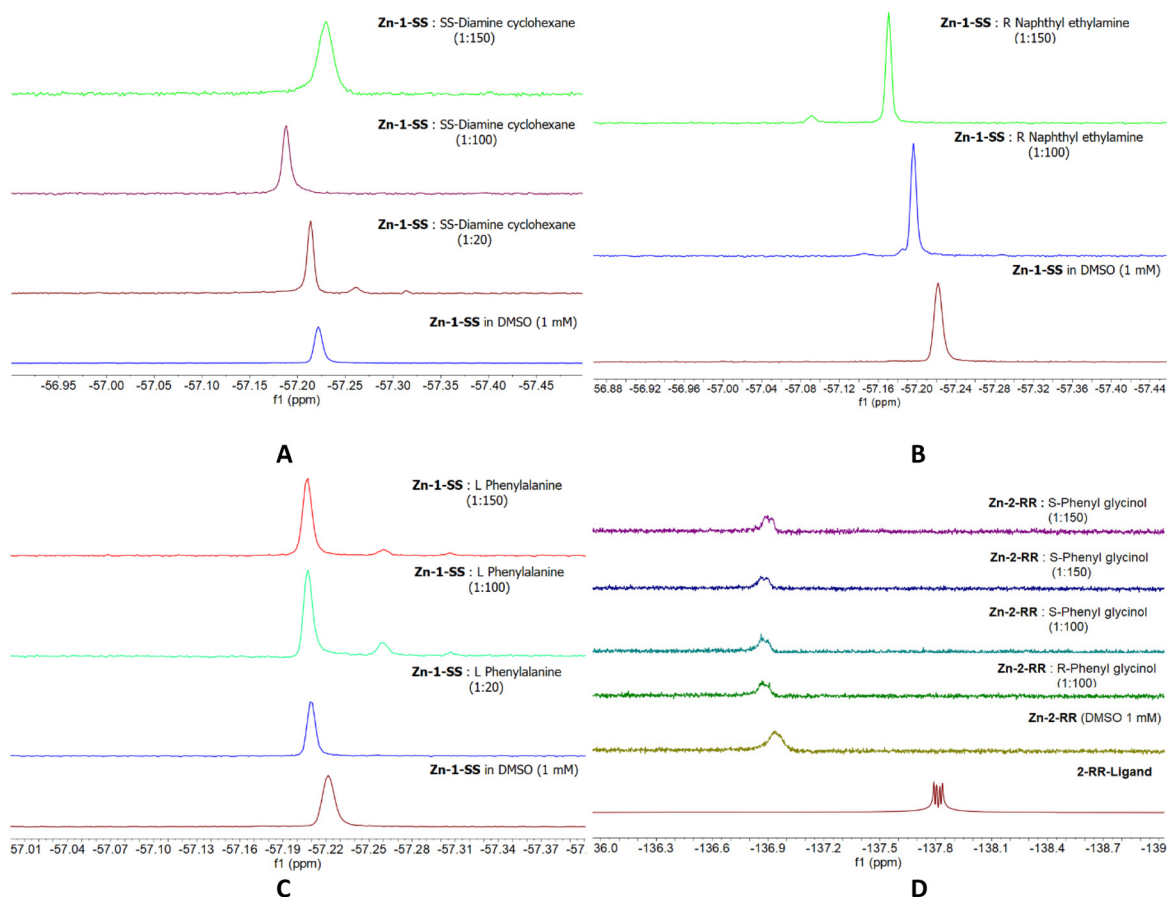 Zn-1-SS : SS-Diamine cyclohexane
(1:150)
Zn-1-SS : SS-Diamine cyclohexane
(1:100)
Zn-1-SS : SS-Diamine cyclohexane
(1:20)
Zn-1-SS in DMSO (1 mM)
-56.95 -57.00 -57.05 -57.10 -57.15 -57.20 -57.25 -57.30 -57.40 -57.45
f1 (ppm)
A
Zn-1-SS : R Naphthyl ethylamine
(1:150)
Zn-1-SS : R Naphthyl ethylamine
(1:100)
Zn-1-SS in DMSO (1 mM)
56.88 -56.92 -56.96 -57.00 -57.04 -57.08 -57.12 -57.16 -57.20 -57.24 -57.28 -57.32 -57.36 -57.40 -57.44
f1 (ppm)
B
Zn-1-SS : L Phenylalanine
(1:150)
Zn-1-SS : L Phenylalanine
(1:100)
Zn-1-SS : L Phenylalanine
(1:20)
Zn-1-SS in DMSO (1 mM)
57.01 -57.04 -57.07 -57.10 -57.13 -57.16 -57.19 -57.22 -57.25 -57.28 -57.31 -57.34 -57.37
f1 (ppm)
C
Zn-2-RR : S-Phenyl glycinol
(1:150)
Zn-2-RR : S-Phenyl glycinol
(1:150)
Zn-2-RR : S-Phenyl glycinol
(1:100)
Zn-2-RR : R-Phenyl glycinol
(1:100)
Zn-2-RR (DMSO 1 mM)
2-RR-Ligand
36.0 -136.3 -136.6 -136.9 -137.2 -137.5 -137.8 -138.1 -138.4 -138.7 -139
f1 (ppm)
D